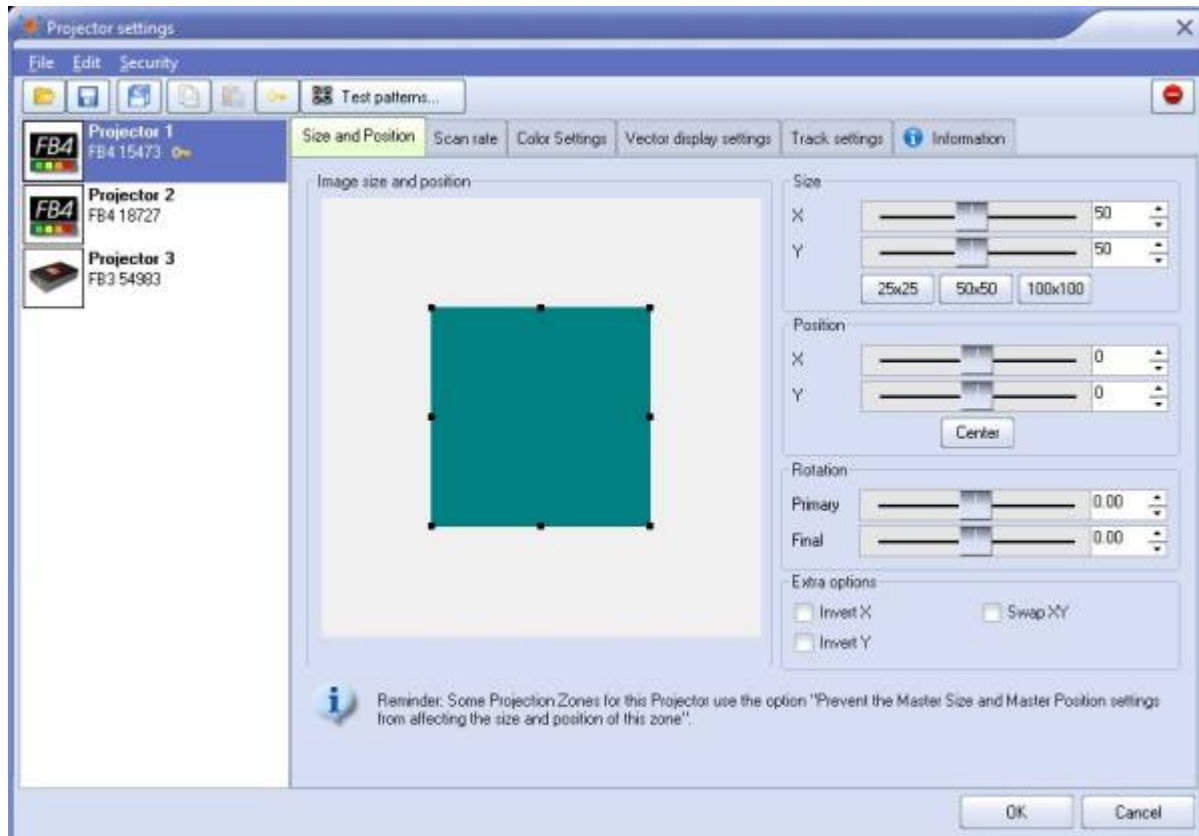 Projector settings
File Edit Security
Test patterns...
FB4
Projector 1
FB4 15473
FB4
Projector 2
FB4 18727
Projector 3
FB3 54983
Size and Position
Scan rate
Color Settings
Vector display settings
Track settings
Information
Image size and position
Size
X 50
Y 50
25x25 50x50 100x100
Position
X 0
Y 0
Center
Rotation
Primary 0.00
Final 0.00
Extra options
Invert X Swap XY
Invert Y
Reminder: Some Projection Zones for this Projector use the option "Prevent the Master Size and Master Position settings
from affecting the size and position of this zone".
OK Cancel